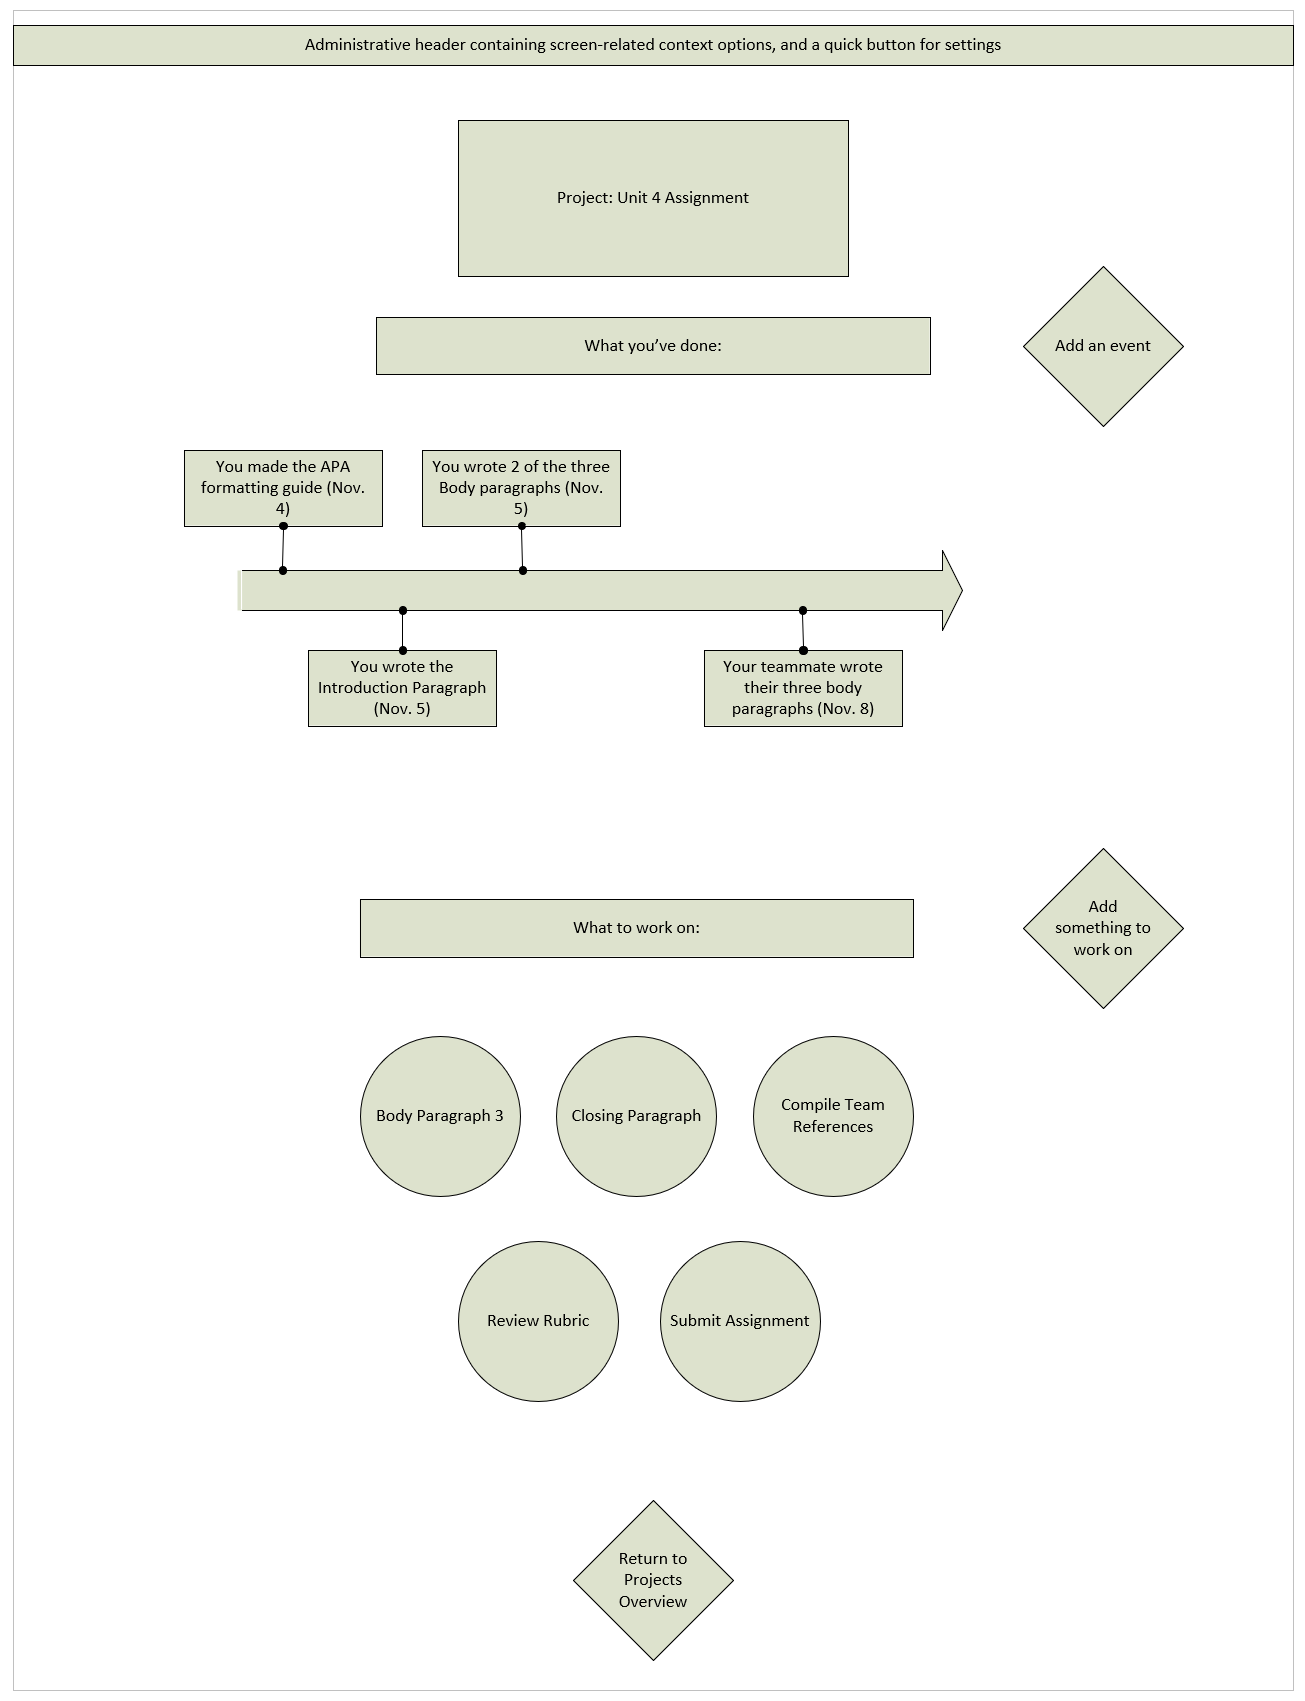 Administrative header containing screen-related context options, and a quick button for settings
Project: Unit 4 Assignment
What you’ve done:
Add an event
You made the APA
formatting guide (Nov.
4)
You wrote 2 of the three
Body paragraphs (Nov.
5)
You wrote the
Introduction Paragraph
(Nov. 5)
Your teammate wrote
their three body
paragraphs (Nov. 8)
What to work on:
Add
something to
work on
Body Paragraph 3
Closing Paragraph
Compile Team
References
Review Rubric
Submit Assignment
Return to
Projects
Overview